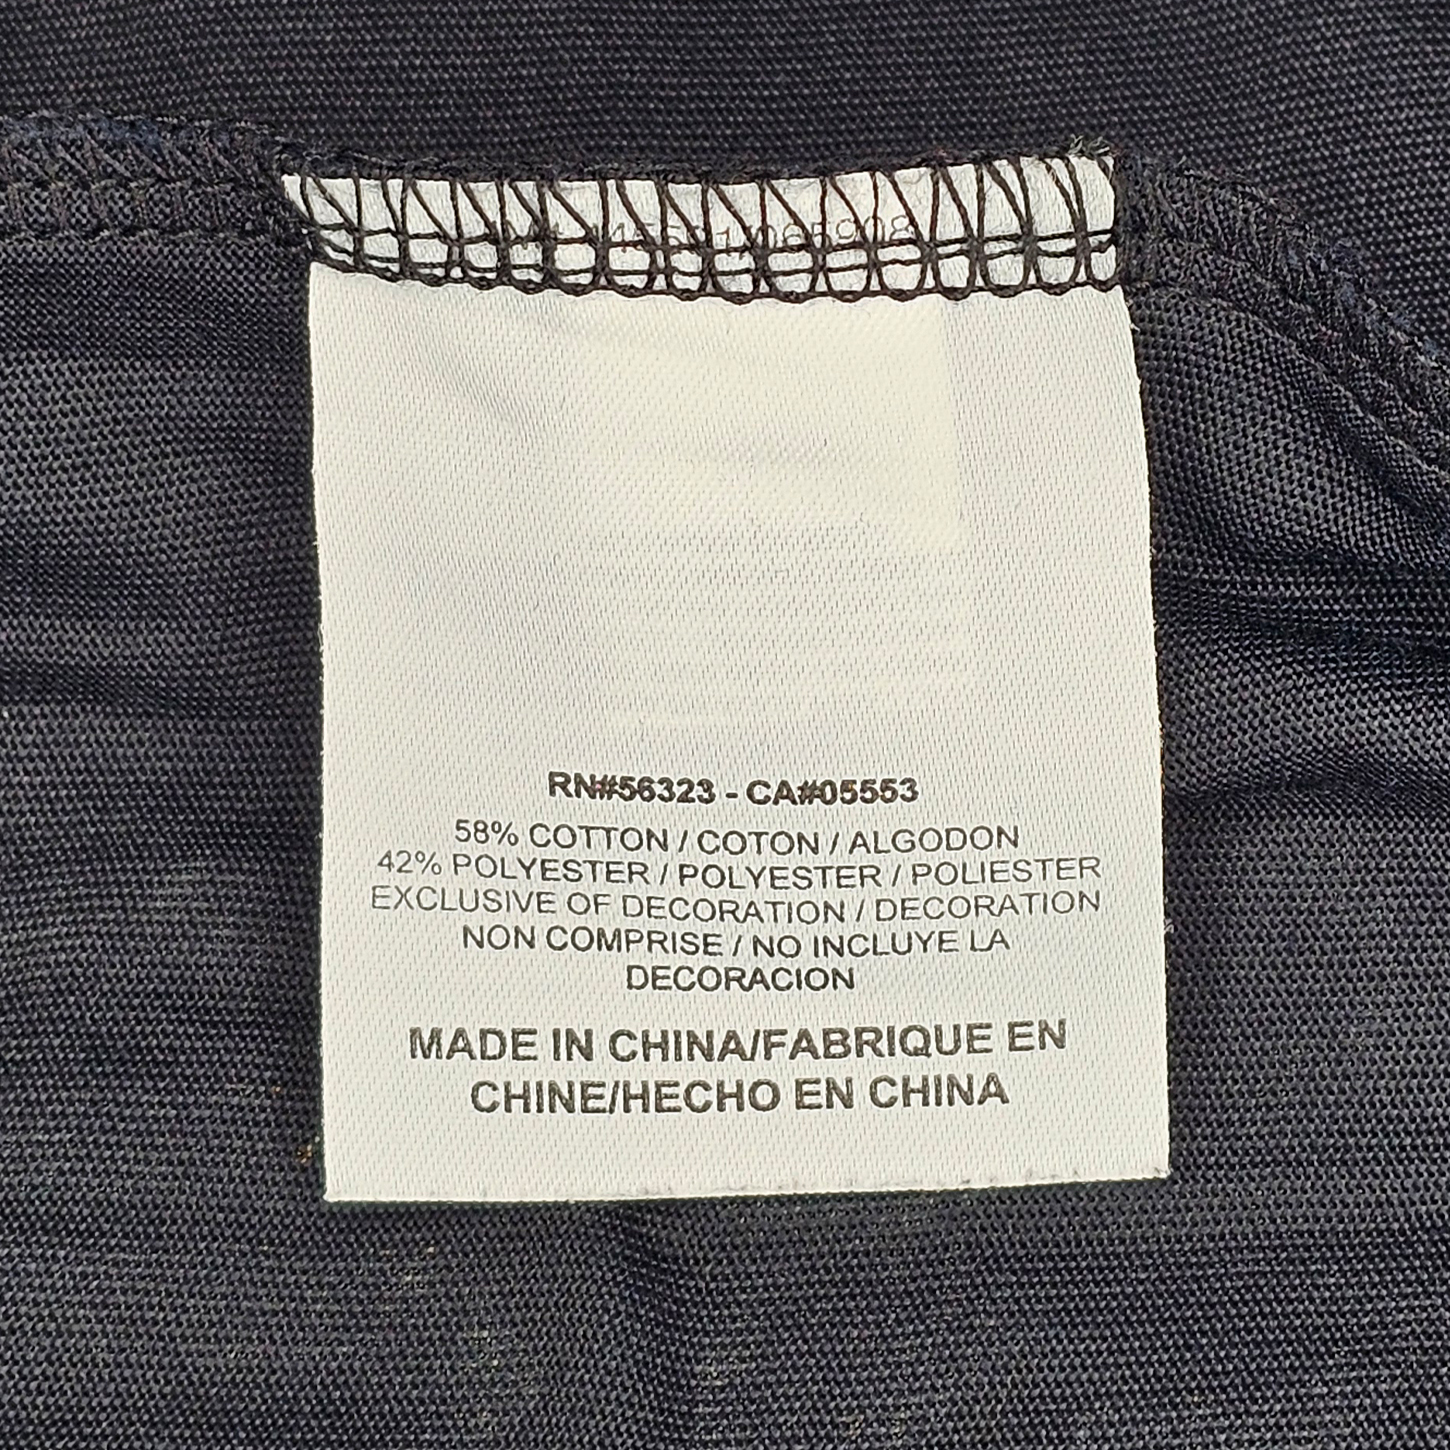 RN#56323 - CA#05553
58% COTTON / COTON / ALGODON
42% POLYESTER / POLYESTER / POLIESTER
EXCLUSIVE OF DECORATION / DECORATION
NON COMPRISE / NO INCLUYE LA
DECORACION
MADE IN CHINA/FABRIQUE EN
CHINE/HECHO EN CHINA